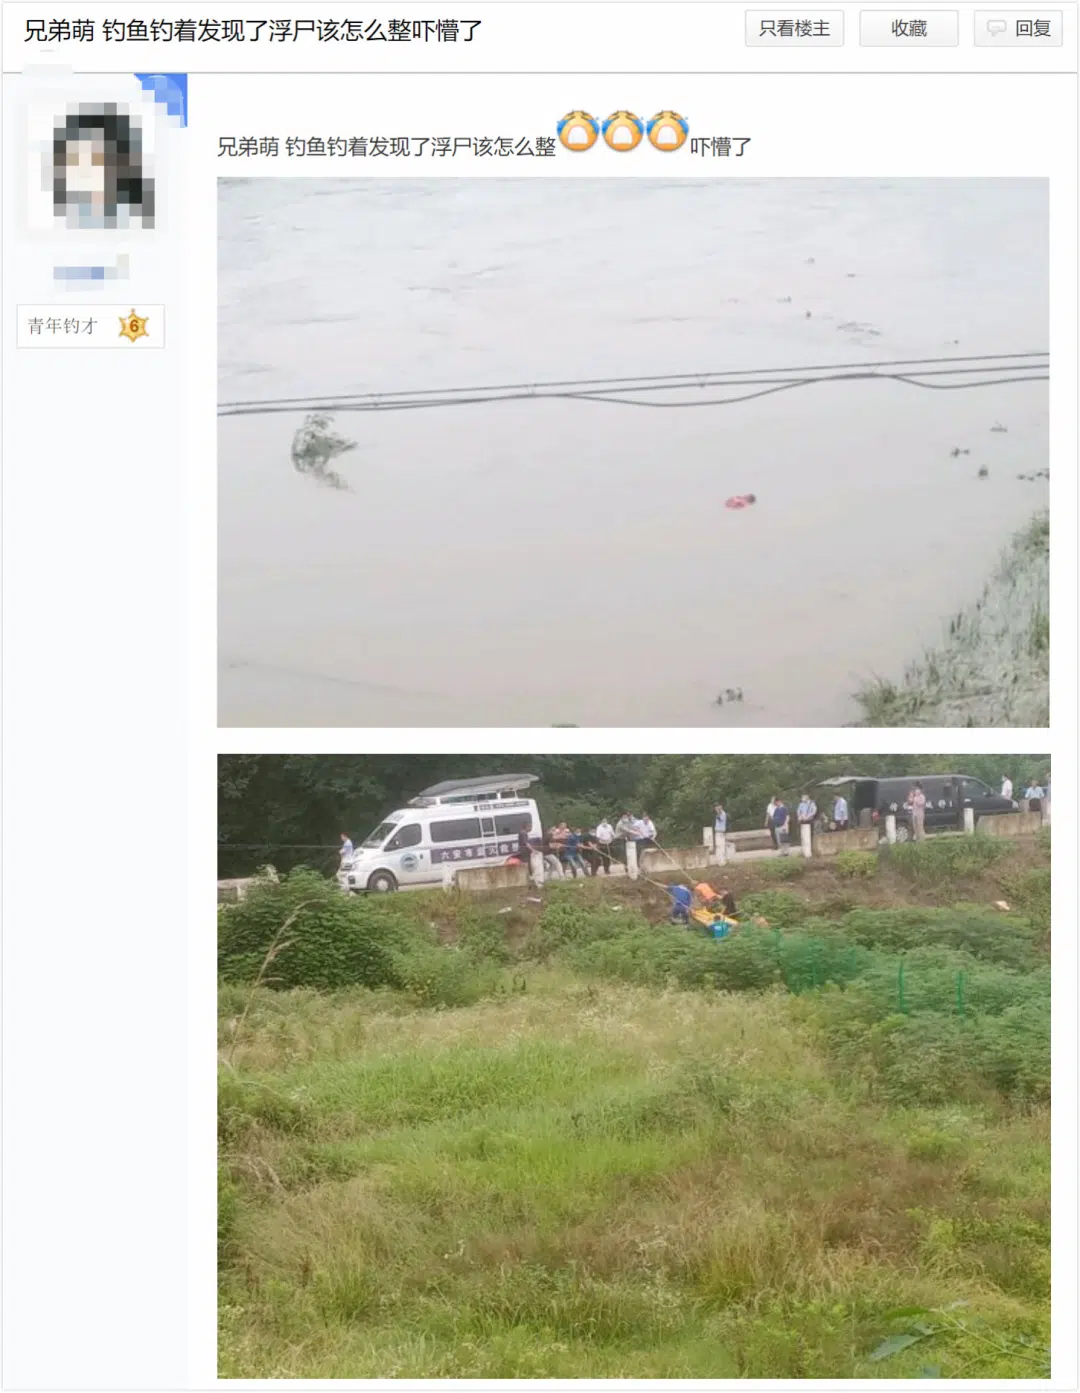 兄弟萌 钓鱼钓着发现了浮尸该怎么整吓懵了
只看楼主
收藏
回复
兄弟萌 钓鱼钓着发现了浮尸该怎么整😭😭😭吓懵了
青年钓才 6
六安市